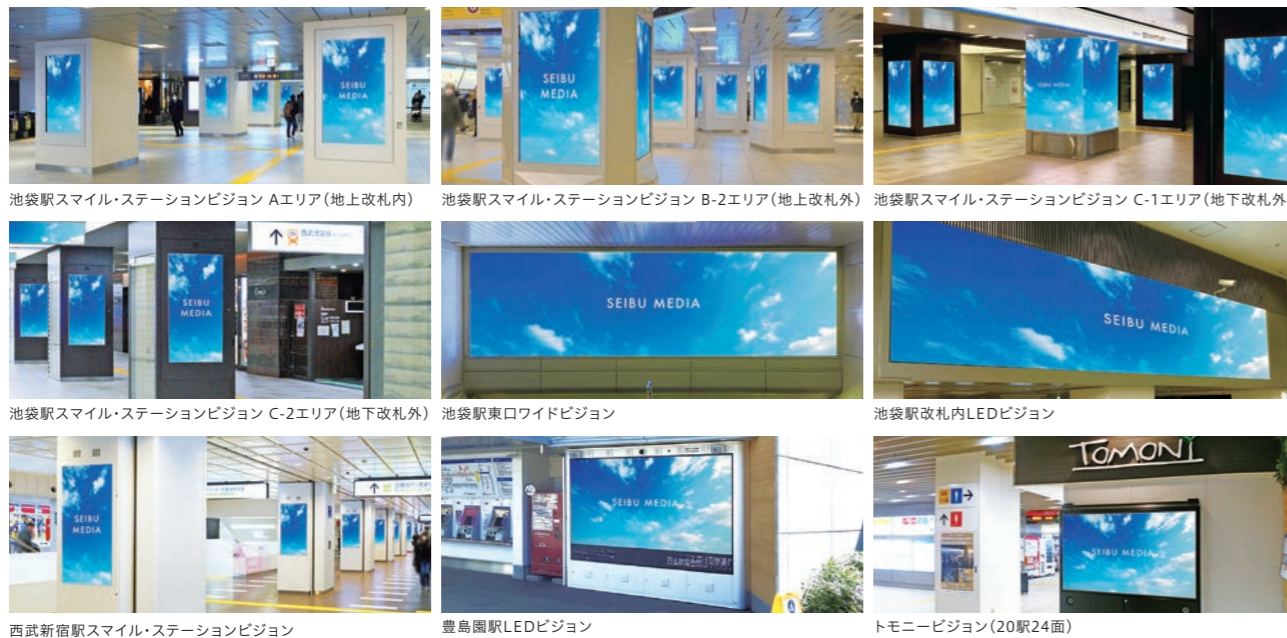 SEIBU
MEDIA
SEIBU
MEDIA
SEIBU MEDIA
池袋駅スマイル・ステーションビジョン Aエリア(地上改札内)
池袋駅スマイル・ステーションビジョン B-2エリア(地上改札外)
池袋駅スマイル・ステーションビジョン C-1エリア(地下改札外
西武池袋線
SEIBU
MEDIA
SEIBU MEDIA
SEIBU MEDIA
池袋駅スマイル・ステーションビジョン C-2エリア(地下改札外)
池袋駅東口ワイドビジョン
池袋駅改札内LEDビジョン
SEIBU
MEDIA
SEIBU MEDIA
TOMONY
SEIBU MEDIA
西武新宿駅スマイル・ステーションビジョン
豊島園駅LEDビジョン
トモニービジョン(20駅24面)